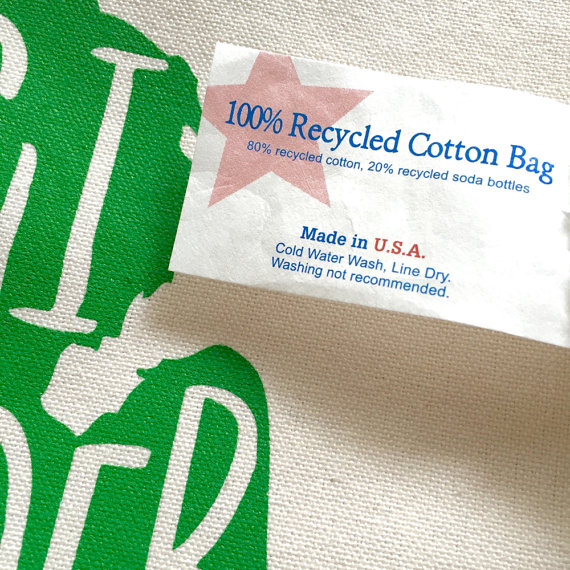 100% Recycled Cotton Bag
80% recycled cotton, 20% recycled soda bottles
Made in U.S.A.
Cold Water Wash, Line Dry.
Washing not recommended.